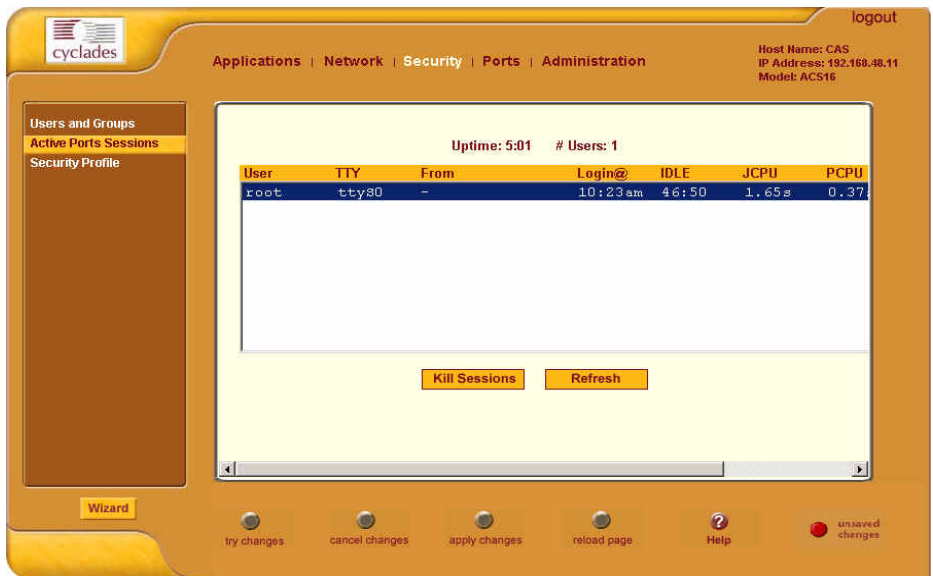 logout
cyclades
Applications | Network | Security | Ports | Administration
Host Name: CAS
IP Address: 192.168.48.11
Model: ACS16
Users and Groups
Active Ports Sessions
Security Profile
Uptime: 5:01 # Users: 1
User TTY From Login@ IDLE JCPU PCPU
root ttyS0 - 10:23am 46:50 1.65s 0.37s
Kill Sessions Refresh
Wizard
try changes cancel changes apply changes reload page Help unsaved changes